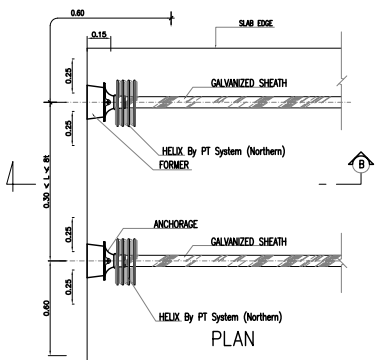 0.60
SLAB EDGE
0.15
0.25
GALVANIZED SHEATH
0.25
HELIX By PT System (Northern)
FORMER
0.30 < L < 8t
B
ANCHORAGE
0.25
GALVANIZED SHEATH
0.25
0.60
HELIX By PT System (Northern)
PLAN